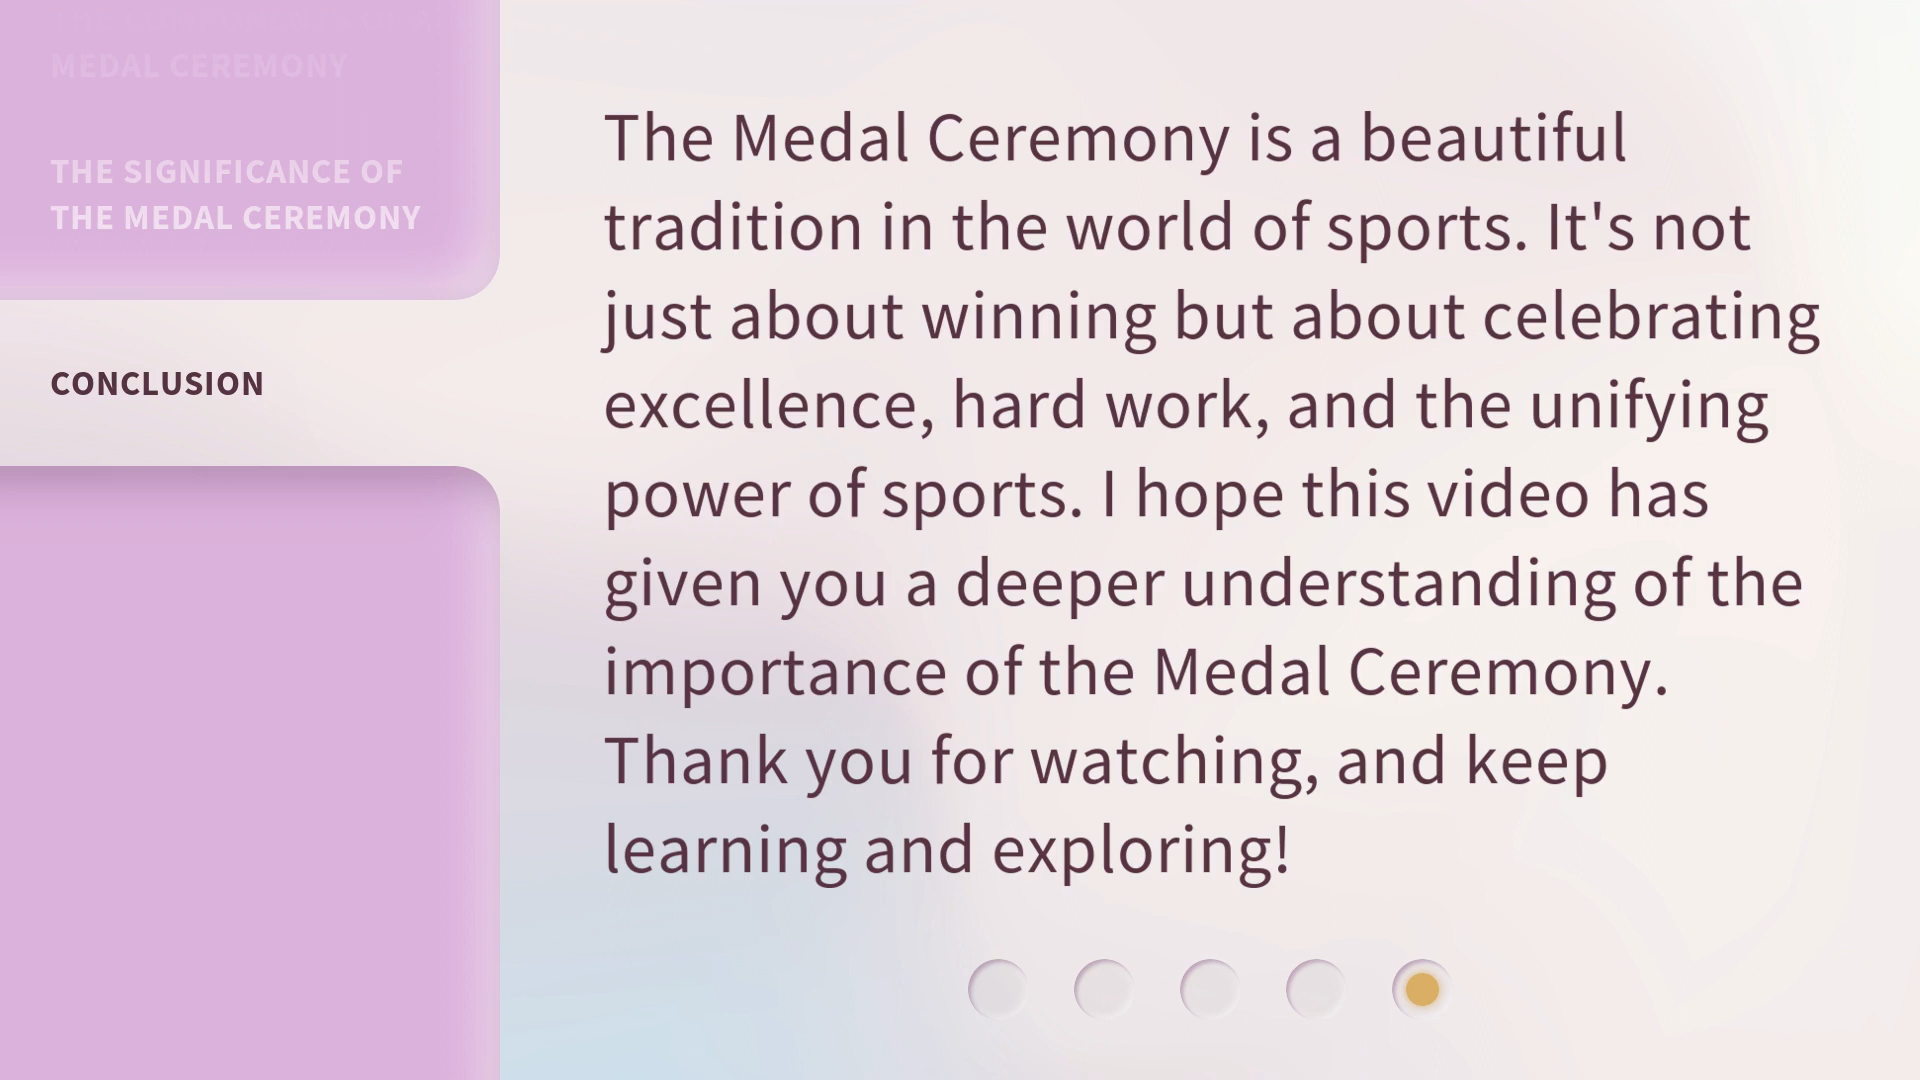 MEDAL CEREMONY
THE SIGNIFICANCE OF
THE MEDAL CEREMONY
CONCLUSION
The Medal Ceremony is a beautiful
tradition in the world of sports. It's not
just about winning but about celebrating
excellence, hard work, and the unifying
power of sports. I hope this video has
given you a deeper understanding of the
importance of the Medal Ceremony.
Thank you for watching, and keep
learning and exploring!